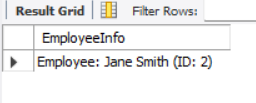 Result Grid Filter Rows:
EmployeeInfo
Employee: Jane Smith (ID: 2)